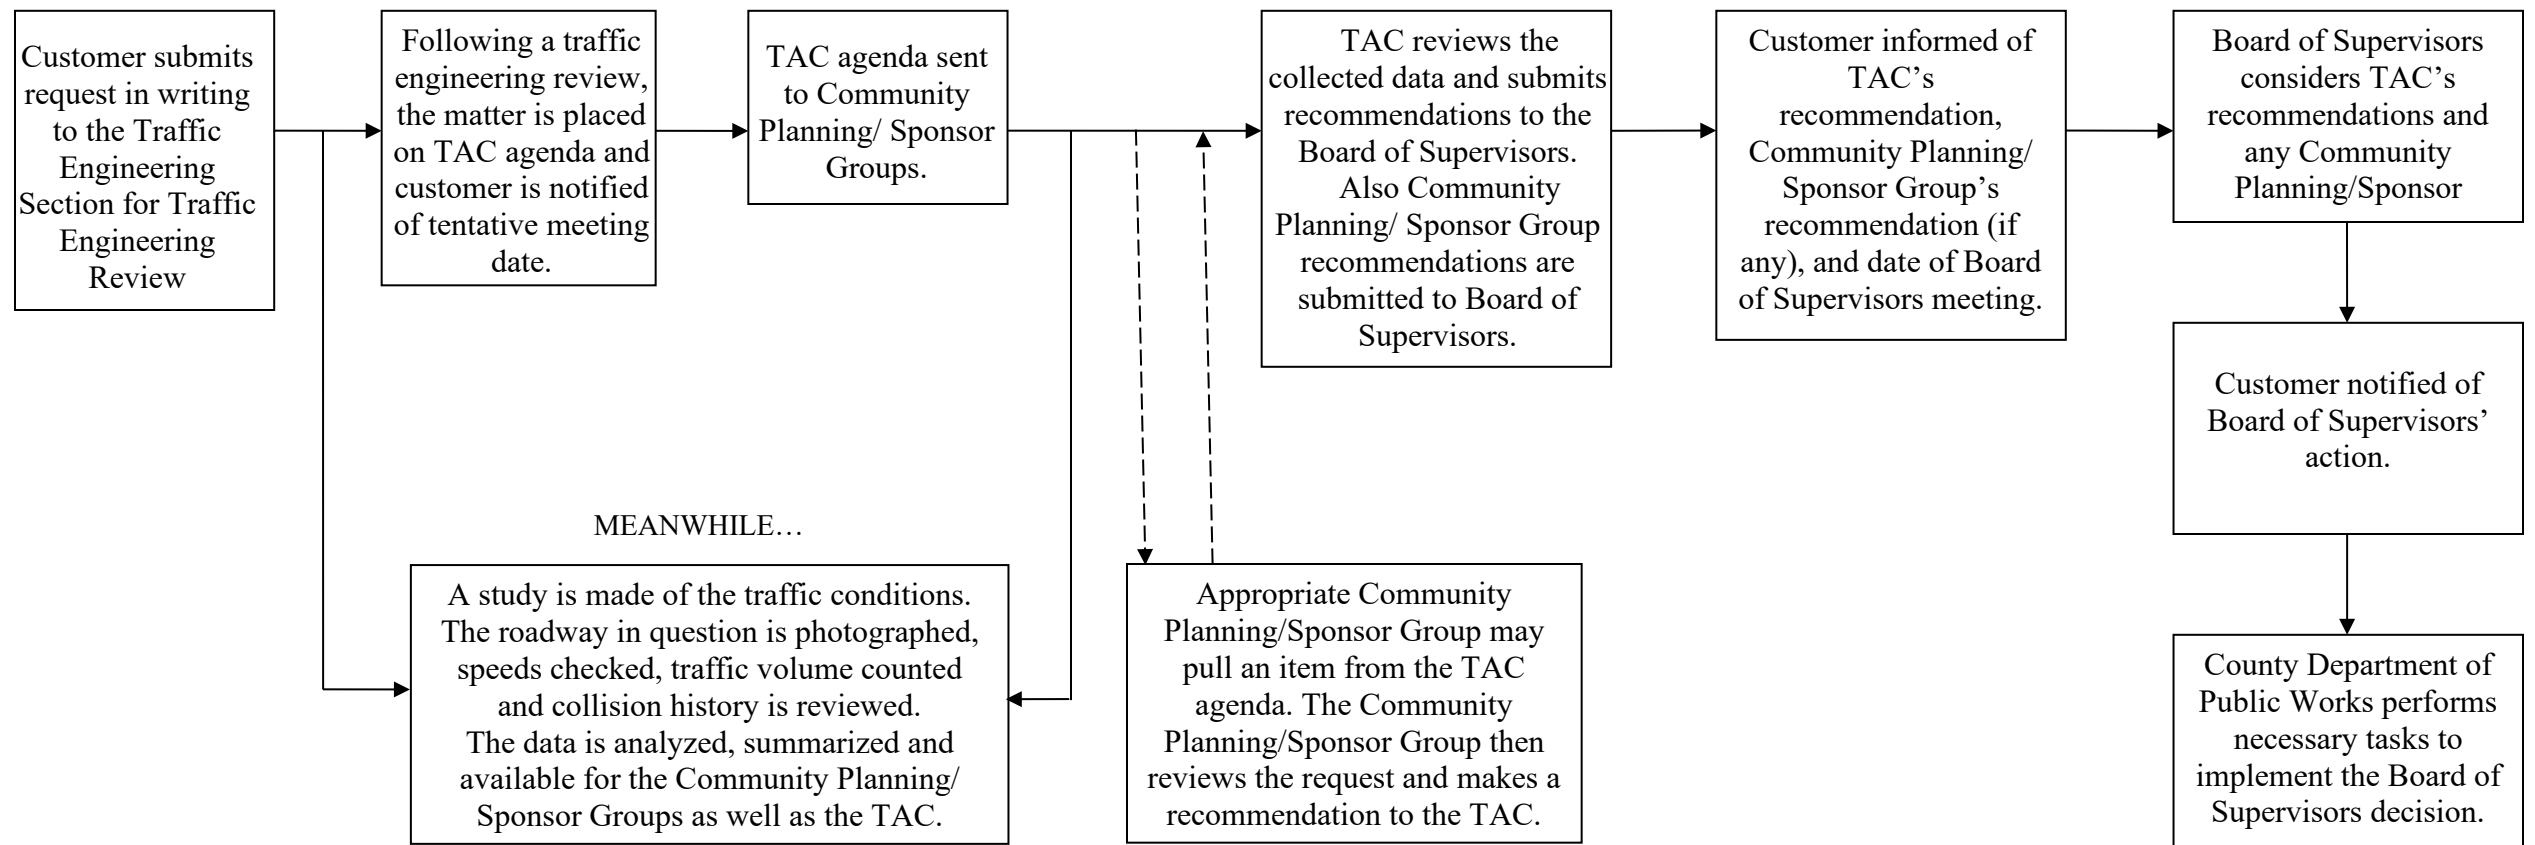 Customer submits
request in writing
to the Traffic
Engineering
Section for Traffic
Engineering
Review
Following a traffic
engineering review,
the matter is placed
on TAC agenda and
customer is notified
of tentative meeting
date.
TAC agenda sent
to Community
Planning/ Sponsor
Groups.
TAC reviews the
collected data and submits
recommendations to the
Board of Supervisors.
Also Community
Planning/ Sponsor Group
recommendations are
submitted to Board of
Supervisors.
Customer informed of
TAC’s
recommendation,
Community Planning/
Sponsor Group’s
recommendation (if
any), and date of Board
of Supervisors meeting.
Board of Supervisors
considers TAC’s
recommendations and
any Community
Planning/Sponsor
Customer notified of
Board of Supervisors’
action.
MEANWHILE…
A study is made of the traffic conditions.
The roadway in question is photographed,
speeds checked, traffic volume counted
and collision history is reviewed.
The data is analyzed, summarized and
available for the Community Planning/
Sponsor Groups as well as the TAC.
Appropriate Community
Planning/Sponsor Group may
pull an item from the TAC
agenda. The Community
Planning/Sponsor Group then
reviews the request and makes a
recommendation to the TAC.
County Department of
Public Works performs
necessary tasks to
implement the Board of
Supervisors decision.